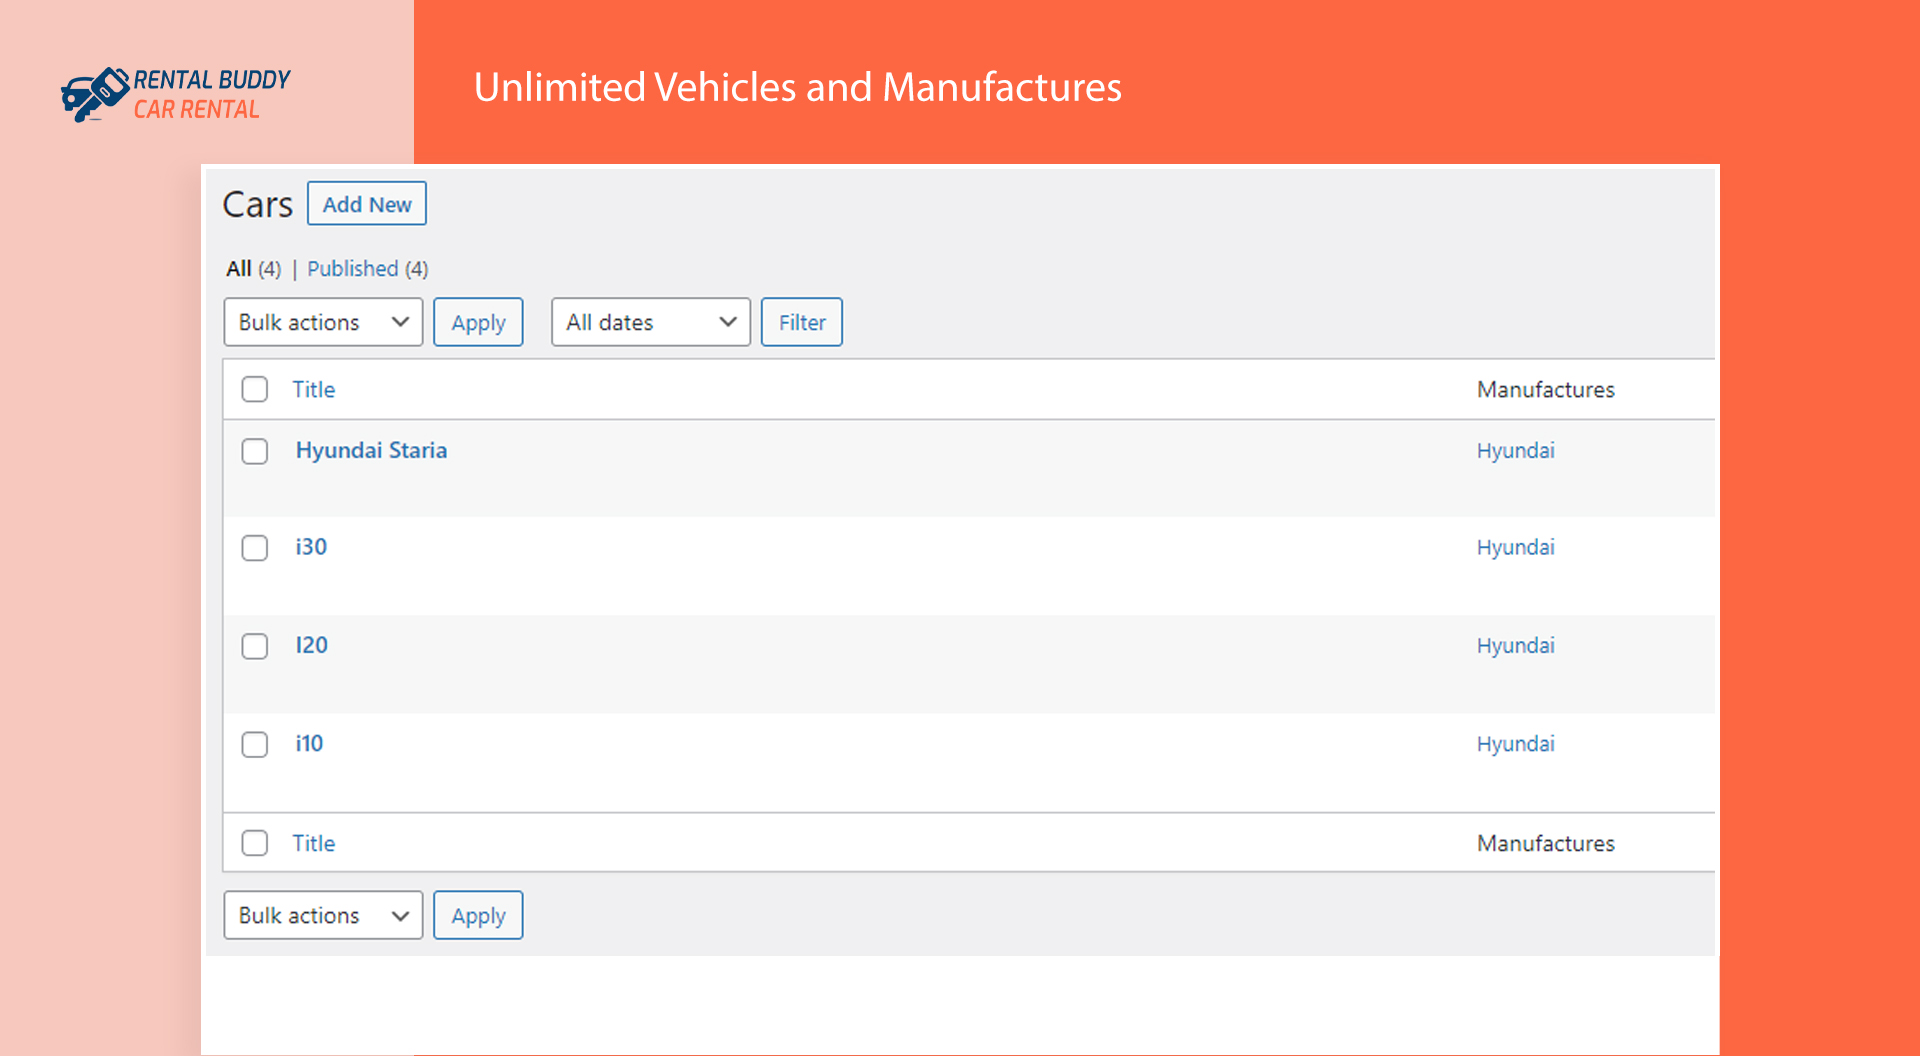 RENTAL BUDDY
CAR RENTAL
Unlimited Vehicles and Manufactures
Cars Add New
All (4) | Published (4)
Bulk actions Apply All dates Filter
Title Manufactures
Hyundai Staria Hyundai
i30 Hyundai
I20 Hyundai
i10 Hyundai
Title Manufactures
Bulk actions Apply